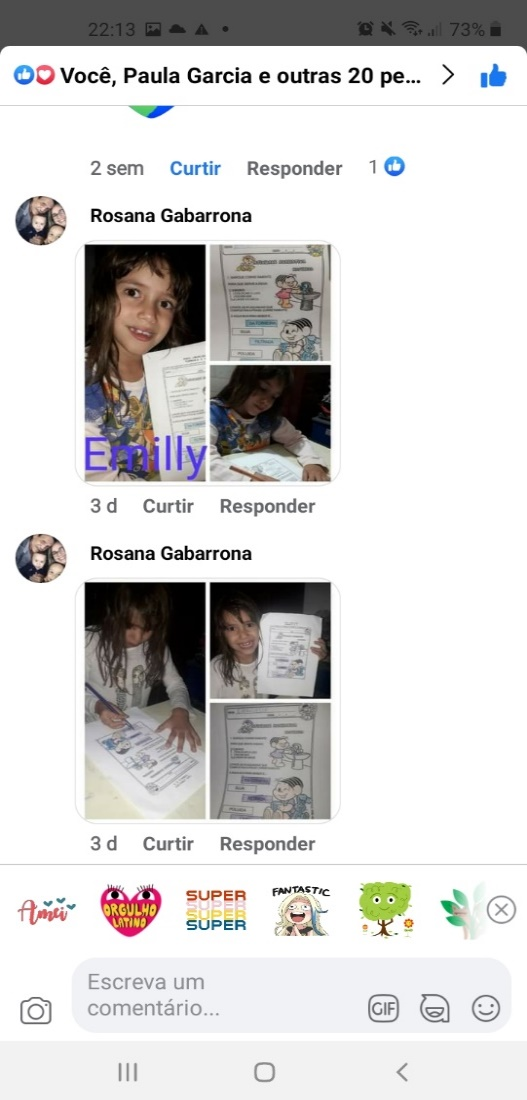 22:13
73%
Você, Paula Garcia e outras 20 pe...
2 sem Curtir Responder 1
Rosana Gabarrona
Emilly
3 d Curtir Responder
Rosana Gabarrona
3 d Curtir Responder
Amei
ORGULHO
LATINO
SUPER
SUPER
SUPER
SUPER
FANTASTIC
Escreva um
comentário...
GIF